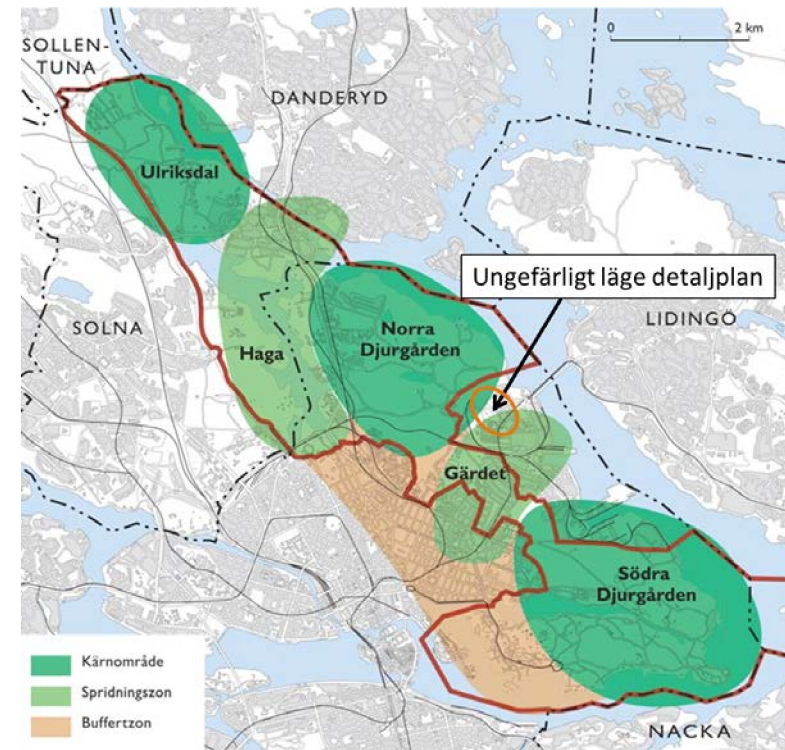 SOLLEN-
TUNA
0 2 km
DANDERYD
Ulriksdal
Ungefärligt läge detaljplan
SOLNA
Haga
Norra
Djurgården
LIDINGÖ
Gärdet
Södra
Djurgården
Kärnområde
Spridningszon
Buffertzon
NACKA